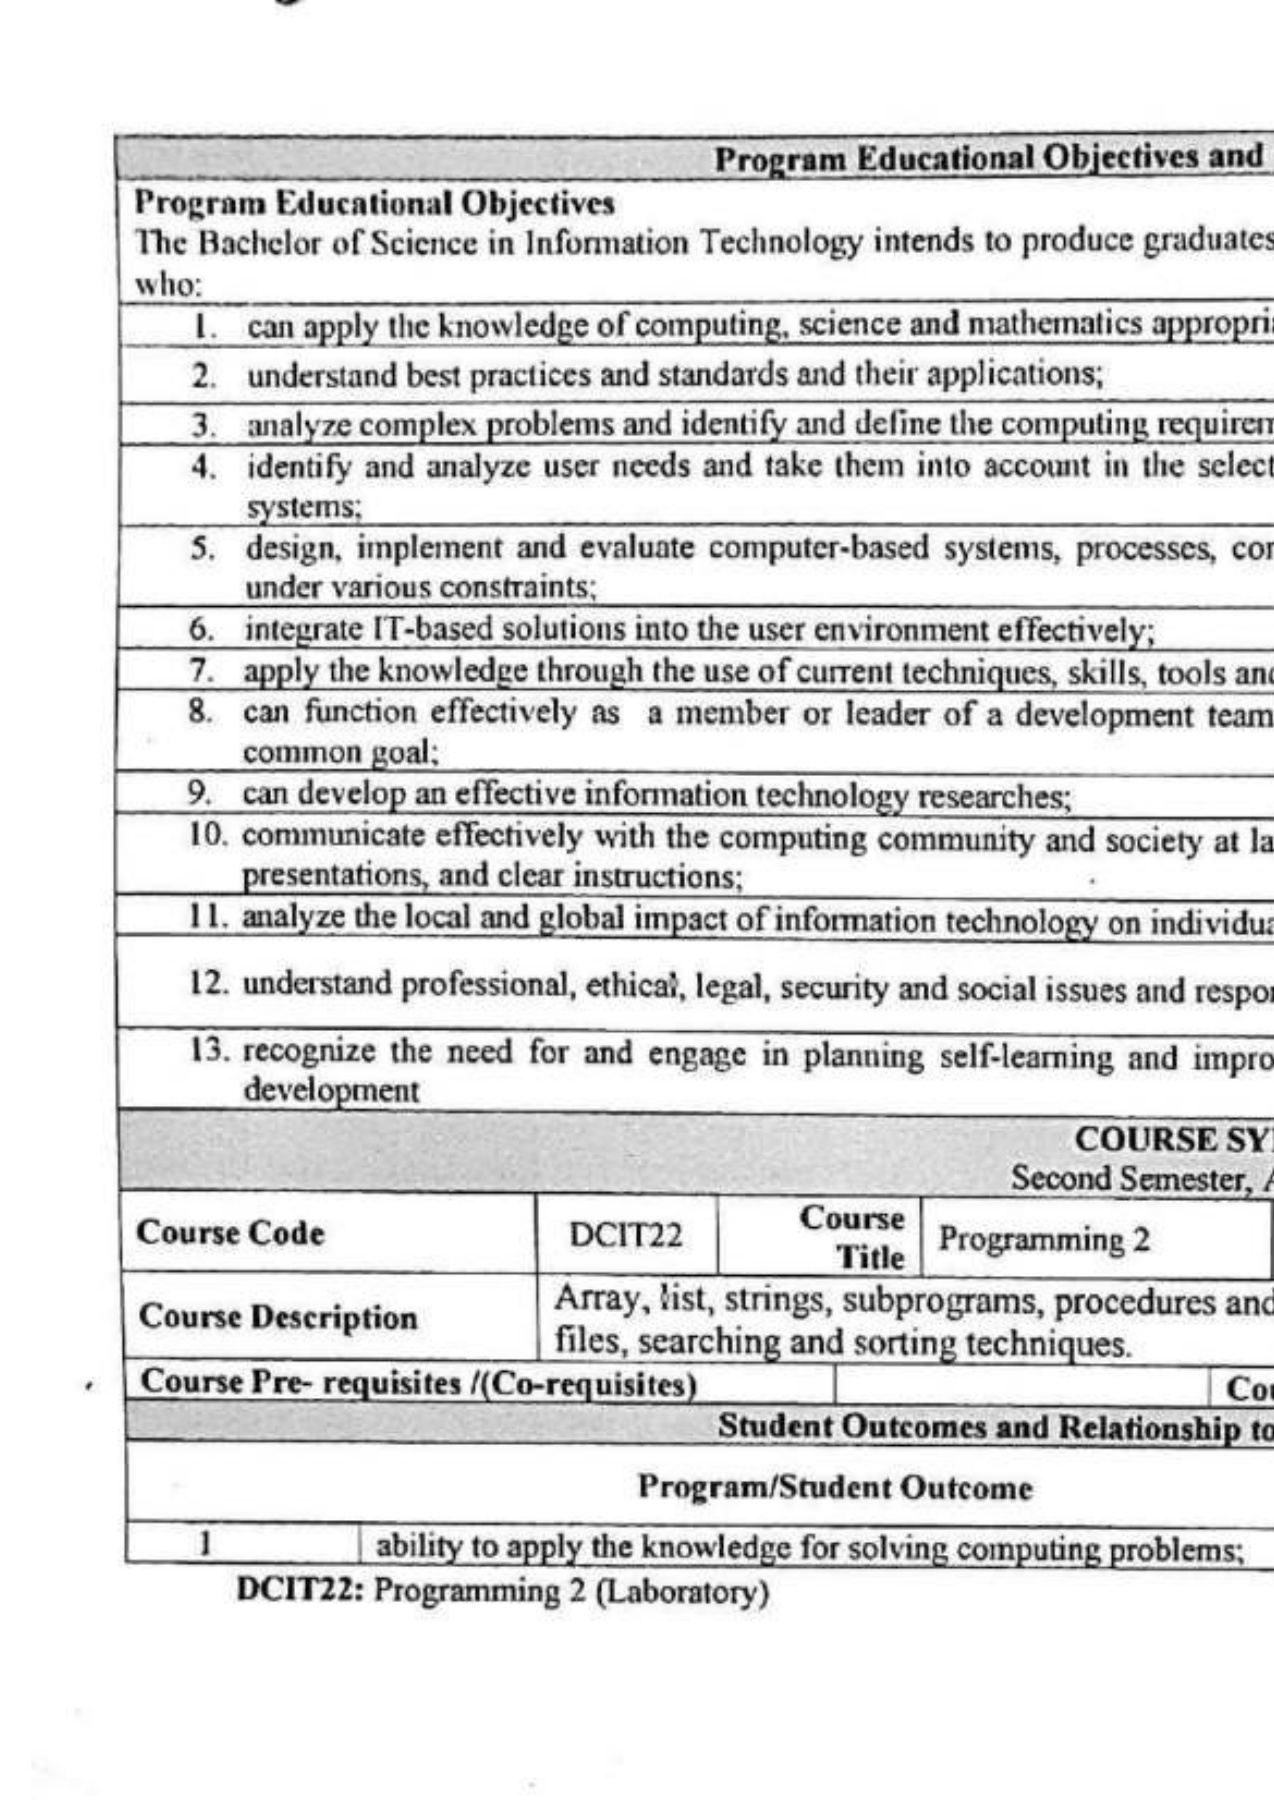 Program Educational Objectives and
Program Educational Objectives
The Bachelor of Science in Information Technology intends to produce graduates
who:
1. can apply the knowledge of computing, science and mathematics appropri
2. understand best practices and standards and their applications;
3. analyze complex problems and identify and define the computing requirem
4. identify and analyze user needs and take them into account in the select
systems;
5. design, implement and evaluate computer-based systems, processes, con
under various constraints;
6. integrate IT-based solutions into the user environment effectively;
7. apply the knowledge through the use of current techniques, skills, tools and
8. can function effectively as a member or leader of a development team
common goal;
9. can develop an effective information technology researches;
10. communicate effectively with the computing community and society at la
presentations, and clear instructions;
11. analyze the local and global impact of information technology on individua
12. understand professional, ethical, legal, security and social issues and respon
13. recognize the need for and engage in planning self-learning and impro
development
COURSE SY
Second Semester, A
Course Code DCIT22 Course Title Programming 2
Course Description Array, list, strings, subprograms, procedures and
files, searching and sorting techniques.
Course Pre- requisites /(Co-requisites) Cou
Student Outcomes and Relationship to
Program/Student Outcome
1 ability to apply the knowledge for solving computing problems;
DCIT22: Programming 2 (Laboratory)